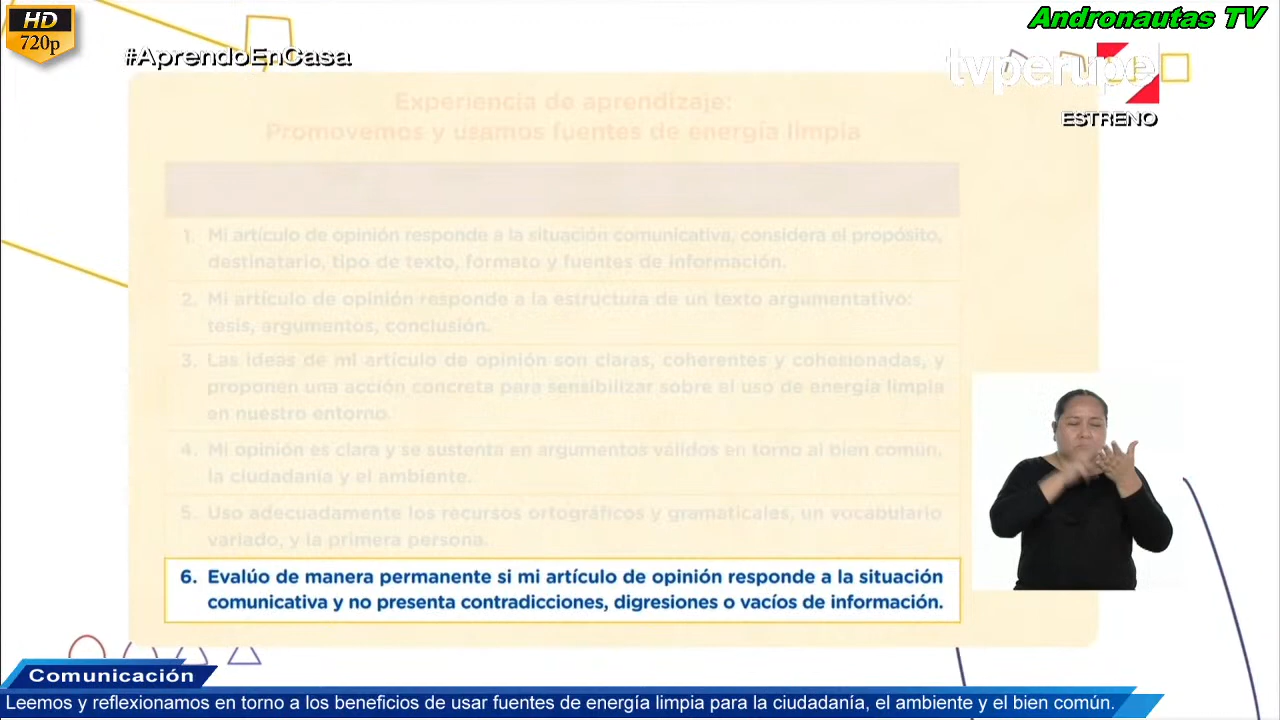 HD
720p
Andronautas TV
#AprendoEnCasa
tvperupe
ESTRENO
Experiencia de aprendizaje:
Promovemos y usamos fuentes de energía limpia
1. Mi artículo de opinión responde a la situación comunicativa, considera el propósito,
destinatario, tipo de texto, formato y fuentes de información.
2. Mi artículo de opinión responde a la estructura de un texto argumentativo:
tesis, argumentos, conclusión.
3. Las ideas de mi artículo de opinión son claras, coherentes y cohesionadas, y
proponen una acción concreta para sensibilizar sobre el uso de energía limpia
en nuestro entorno.
4. Mi opinión es clara y se sustenta en argumentos válidos en torno al bien común,
la ciudadanía y el ambiente.
5. Uso adecuadamente los recursos ortográficos y gramaticales, un vocabulario
variado, y la primera persona.
6. Evalúo de manera permanente si mi artículo de opinión responde a la situación
comunicativa y no presenta contradicciones, digresiones o vacíos de información.
Comunicación
Leemos y reflexionamos en torno a los beneficios de usar fuentes de energía limpia para la ciudadanía, el ambiente y el bien común.